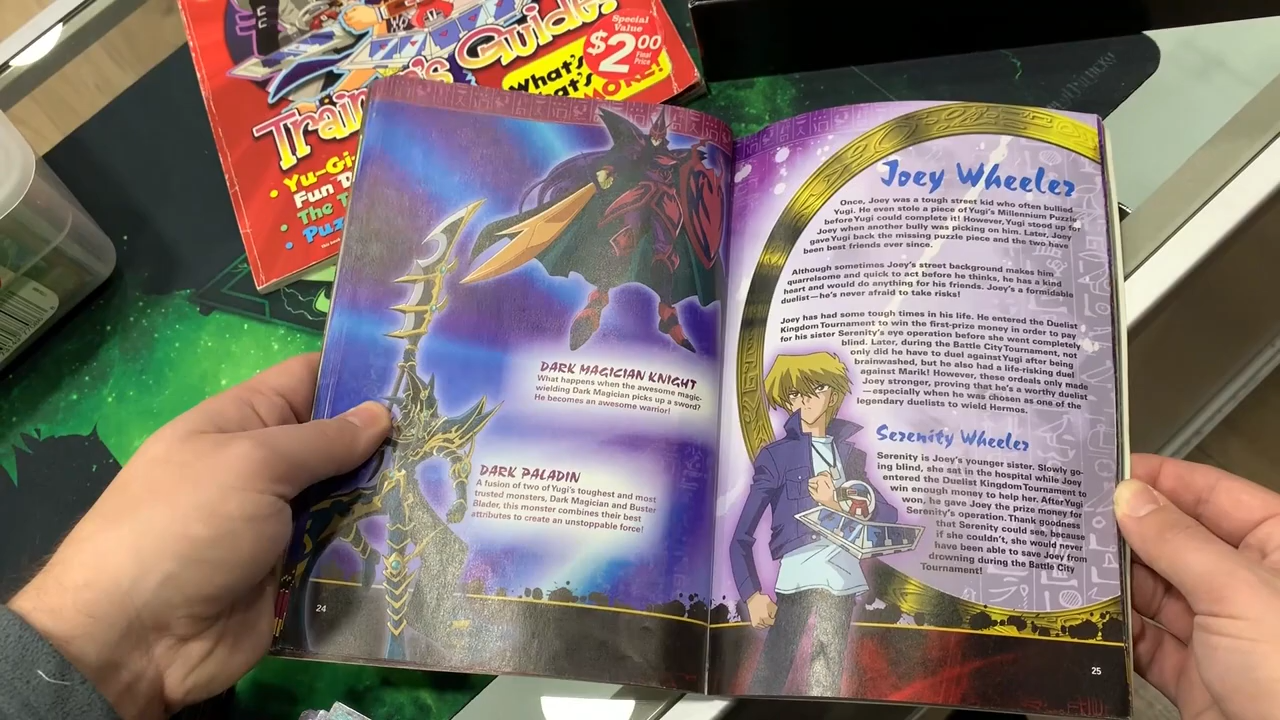 Guide!
Special
Value
$2.00
Final
Price
What's
What's
MORE!
Yu-Gi-
Fun D
The T
Puz
DARK MAGICIAN KNIGHT
What happens when the awesome magic-
wielding Dark Magician picks up a sword?
He becomes an awesome warrior!
DARK PALADIN
A fusion of two of Yugi's toughest and most
trusted monsters, Dark Magician and Buster
Blader, this monster combines their best
attributes to create an unstoppable force!
24
Joey Wheeler
Once, Joey was a tough street kid who often bullied
Yugi. He even stole a piece of Yugi's Millennium Puzzle
before Yugi could complete it! However, Yugi stood up for
Joey when another bully was picking on him. Later, Joey
gave Yugi back the missing puzzle piece and the two have
been best friends ever since.
Although sometimes Joey's street background makes him
quarrelsome and quick to act before he thinks, he has a kind
heart and would do anything for his friends. Joey's a formidable
duelist—he's never afraid to take risks!
Joey has had some tough times in his life. He entered the Duelist
Kingdom Tournament to win the first-prize money in order to pay
for his sister Serenity's eye operation before she went completely
blind. Later, during the Battle City Tournament, not
only did he have to duel against Yugi after being
brainwashed, but he also had a life-risking duel
against Marik! However, these ordeals only made
Joey stronger, proving that he's a worthy duelist
—especially when he was chosen as one of the
legendary duelists to wield Hermos.
Serenity Wheeler
Serenity is Joey's younger sister. Slowly go-
ing blind, she sat in the hospital while Joey
entered the Duelist Kingdom Tournament to
win enough money to help her. After Yugi
won, he gave Joey the prize money for
Serenity's operation. Thank goodness
that Serenity could see, because
if she couldn't, she would never
have been able to save Joey from
drowning during the Battle City
Tournament!
25